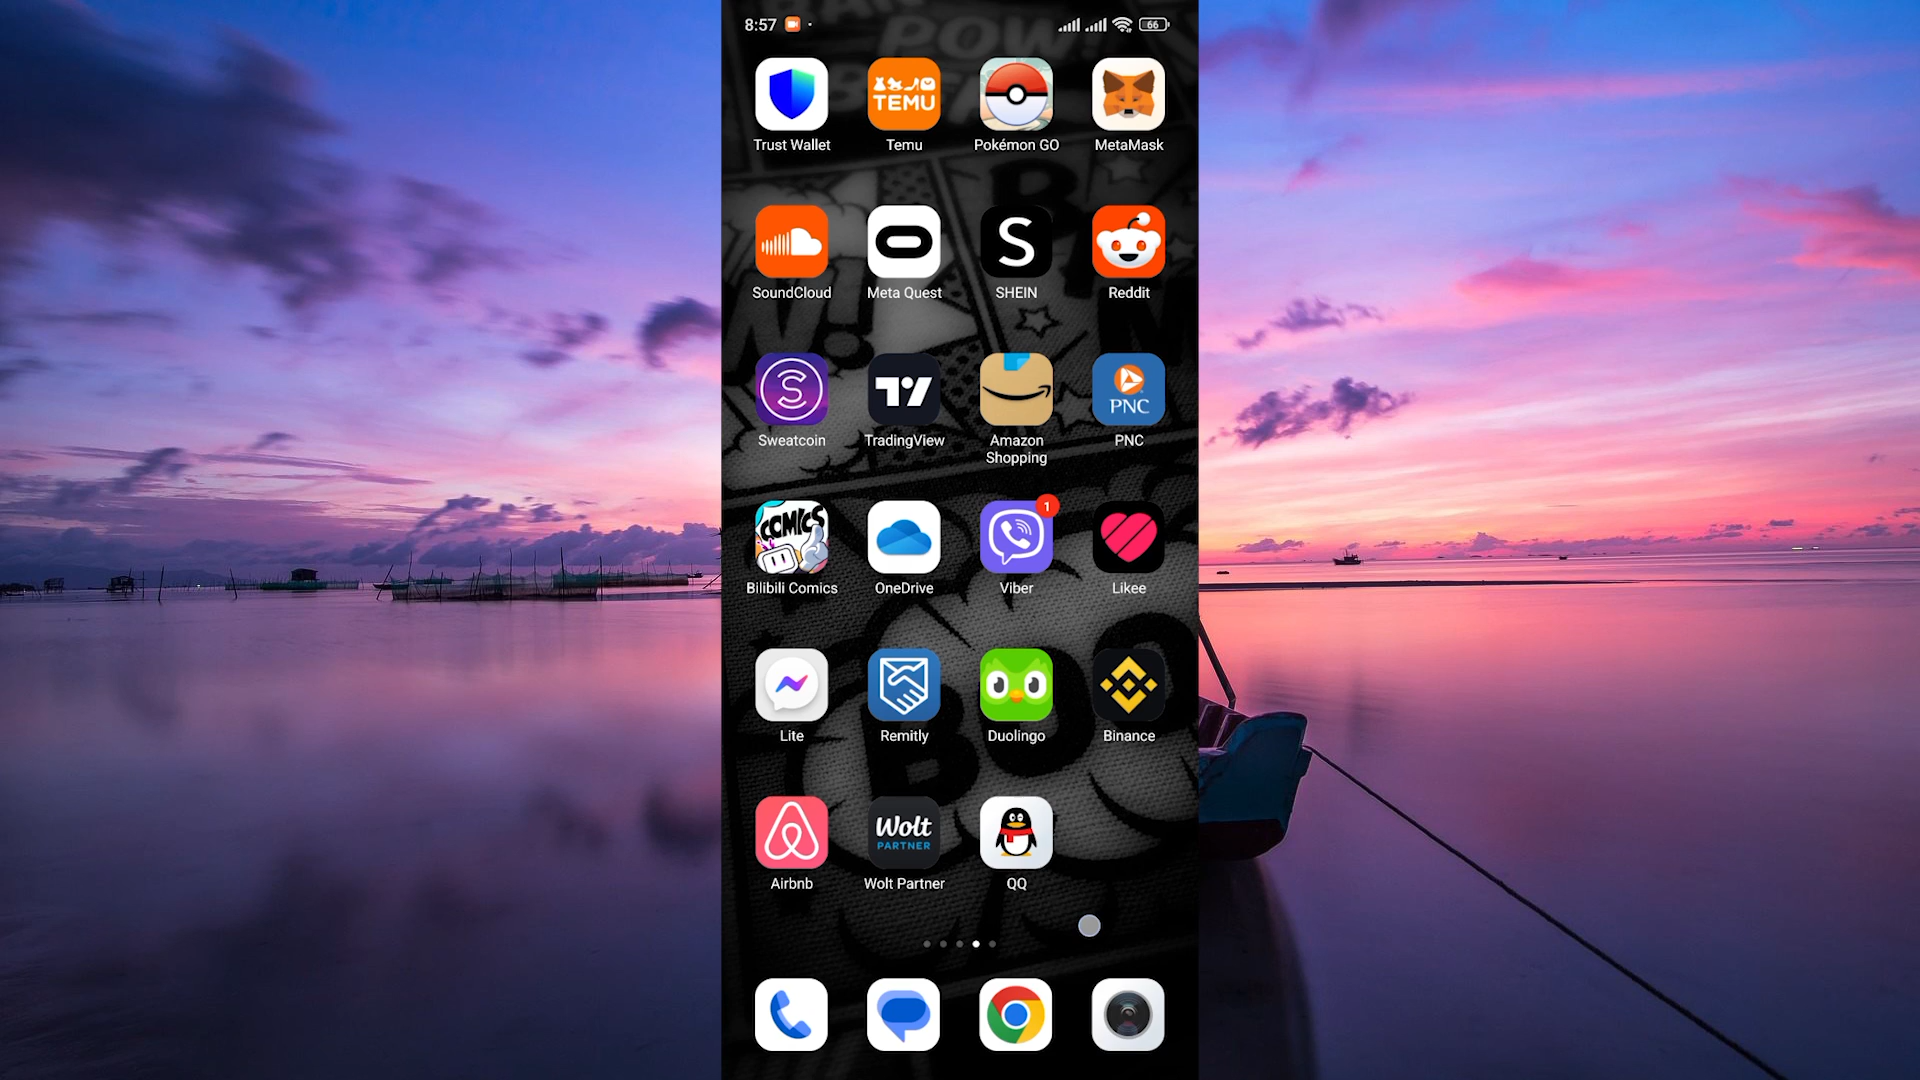 8:57
66
POW!
TEMU
Trust Wallet
Temu
Pokémon GO
MetaMask
S
SoundCloud
Meta Quest
SHEIN
Reddit
S
PNC
Sweatcoin
TradingView
Amazon
Shopping
PNC
COMICS
1
Bilibili Comics
OneDrive
Viber
Likee
Lite
Remitly
Duolingo
Binance
Wolt
PARTNER
Airbnb
Wolt Partner
QQ